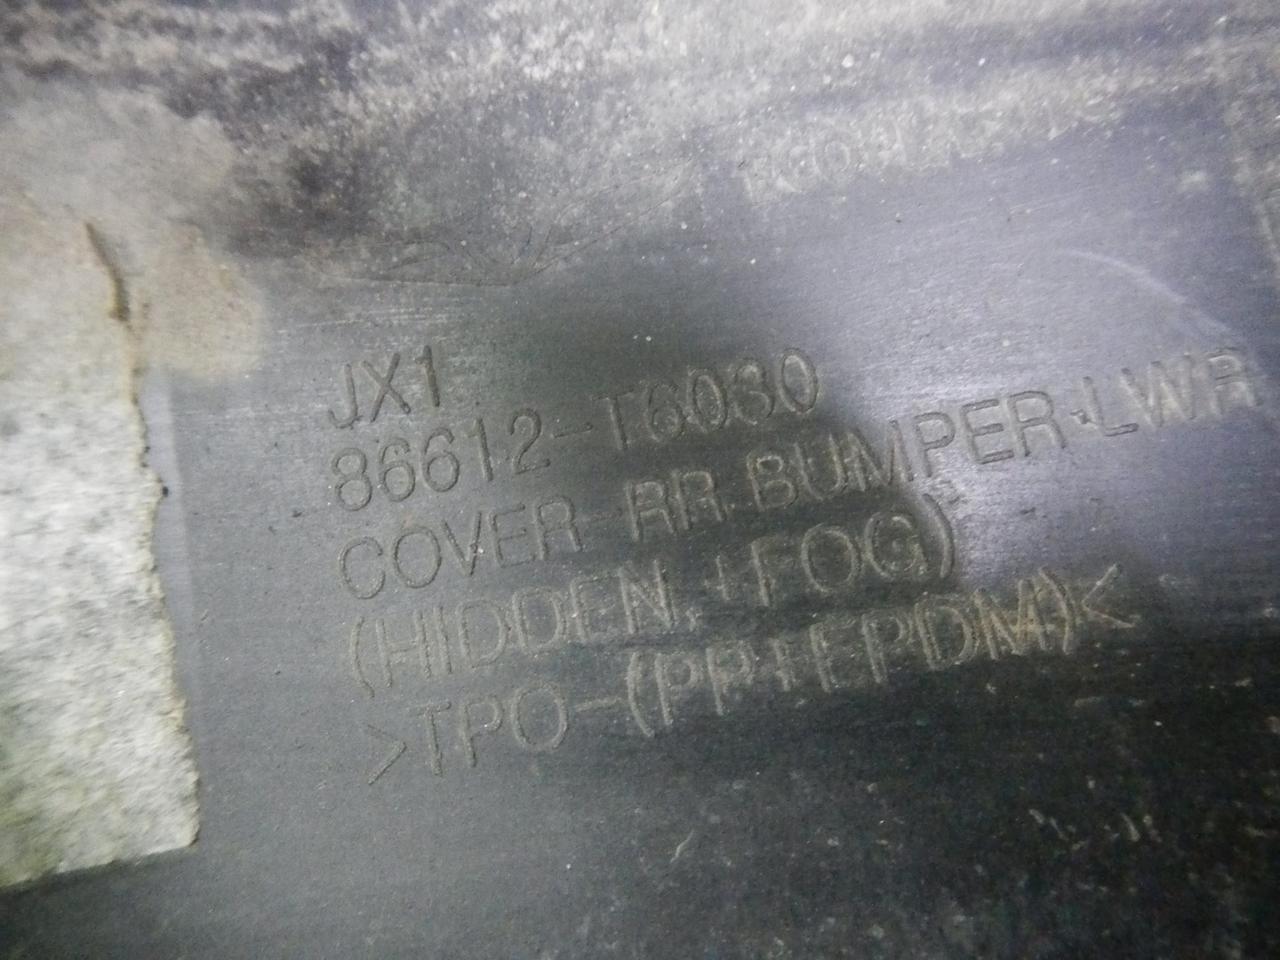 JX1
86612-T6030
COVER-RR BUMPER LWR
(HIDDEN, +FOG)
>TPO-(PP+EPDM)<